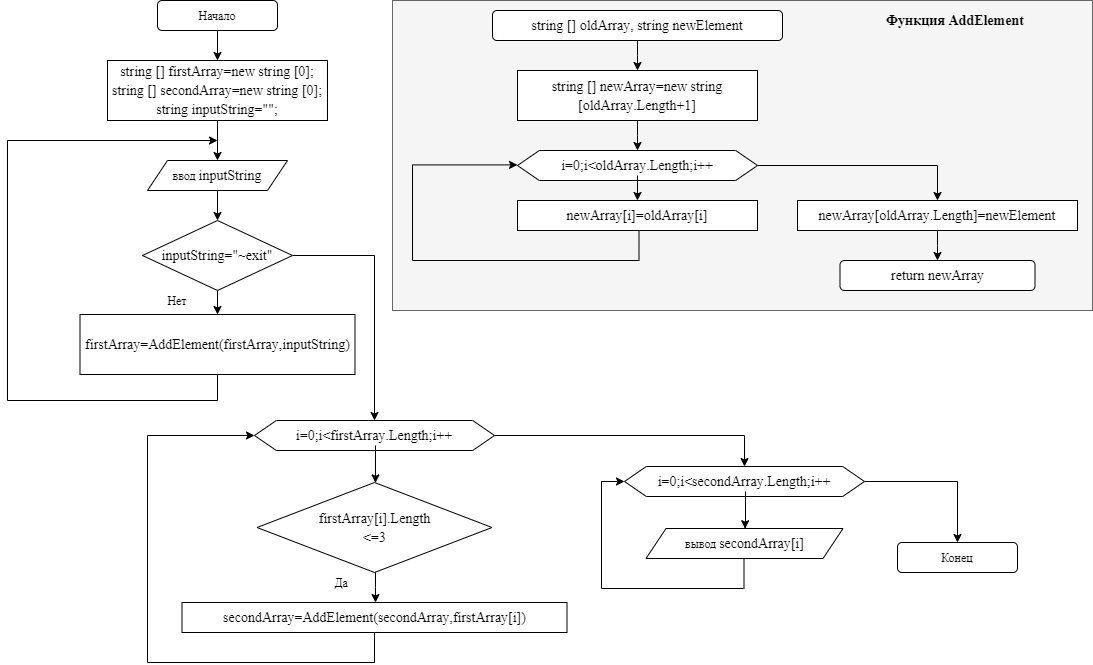 Начало
string [] firstArray=new string [0];
string [] secondArray=new string [0];
string inputString="";
ввод inputString
inputString="~exit"
Нет
firstArray=AddElement(firstArray,inputString)
Функция AddElement
string [] oldArray, string newElement
string [] newArray=new string
[oldArray.Length+1]
i=0;i<oldArray.Length;i++
newArray[i]=oldArray[i]
newArray[oldArray.Length]=newElement
return newArray
i=0;i<firstArray.Length;i++
firstArray[i].Length
<=3
Да
secondArray=AddElement(secondArray,firstArray[i])
i=0;i<secondArray.Length;i++
вывод secondArray[i]
Конец